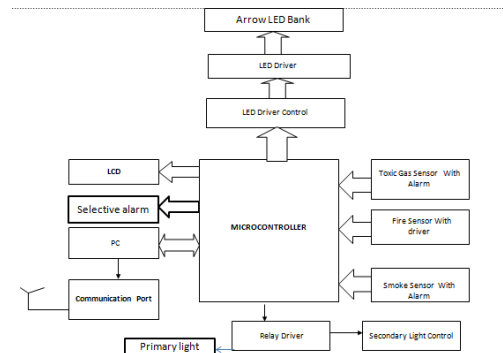 Arrow LED Bank
LED Driver
LED Driver Control
LCD
Selective alarm
PC
Communication Port
MICROCONTROLLER
Toxic Gas Sensor With
Alarm
Fire Sensor With
driver
Smoke Sensor With
Alarm
Relay Driver
Secondary Light Control
Primary light